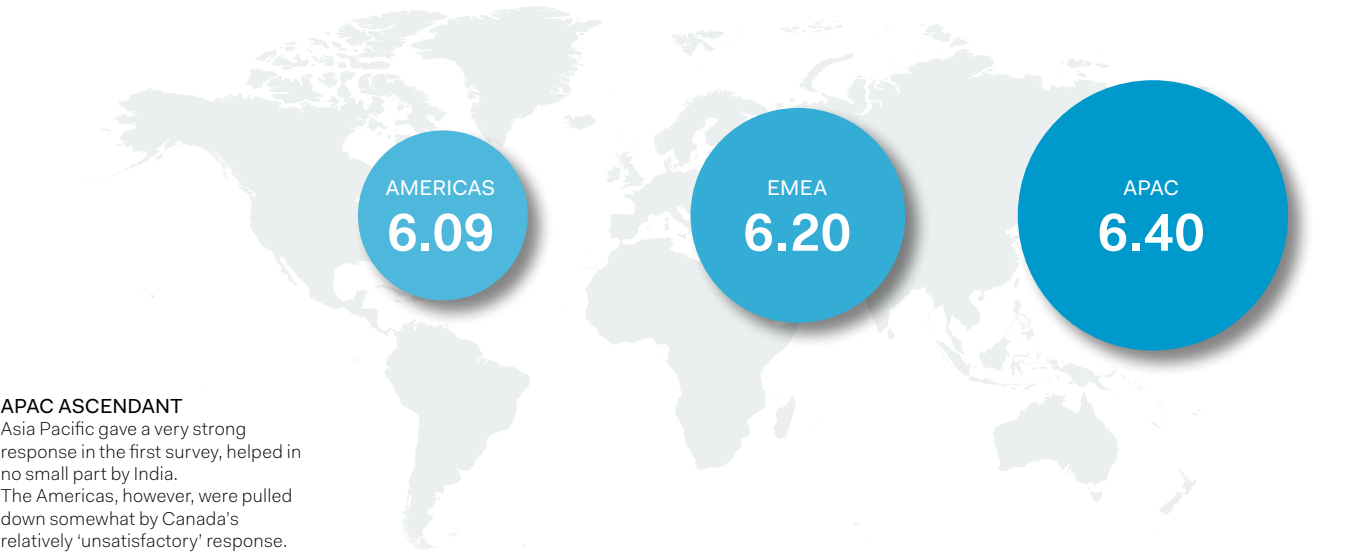 AMERICAS
6.09
EMEA
6.20
APAC
6.40
APAC ASCENDANT
Asia Pacific gave a very strong
response in the first survey, helped in
no small part by India.
The Americas, however, were pulled
down somewhat by Canada’s
relatively ‘unsatisfactory’ response.